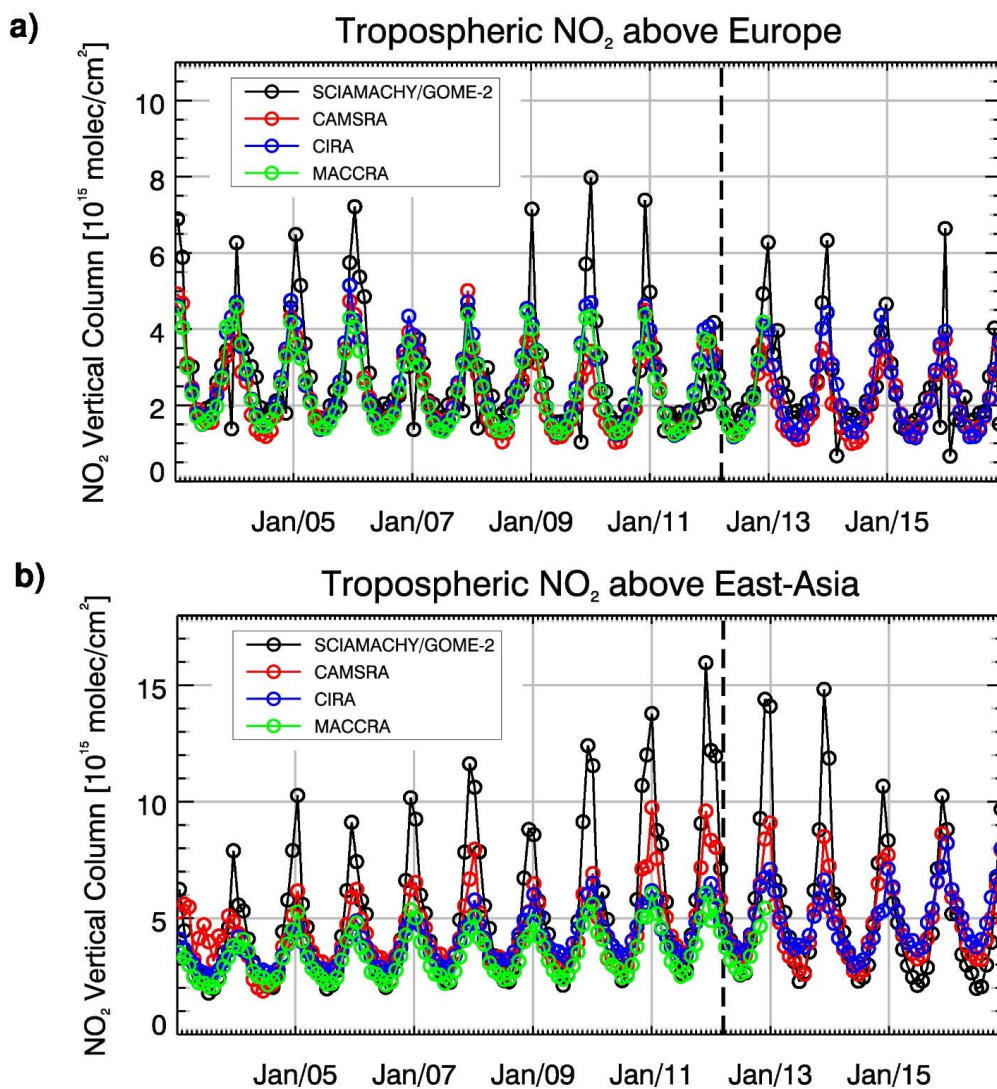 a)
Tropospheric NO₂ above Europe
NO₂ Vertical Column [10¹⁵ molec/cm²]
10
8
6
4
2
0
SCIAMACHY/GOME-2
CAMSRA
CIRA
MACCRA
Jan/05 Jan/07 Jan/09 Jan/11 Jan/13 Jan/15
b)
Tropospheric NO₂ above East-Asia
NO₂ Vertical Column [10¹⁵ molec/cm²]
15
10
5
0
SCIAMACHY/GOME-2
CAMSRA
CIRA
MACCRA
Jan/05 Jan/07 Jan/09 Jan/11 Jan/13 Jan/15